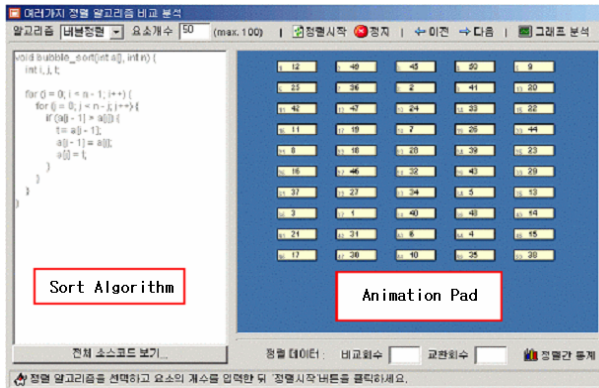 여러가지 정렬 알고리즘 비교 분석
알고리즘 버블정렬 요소개수 50 (max. 100) | 정렬시작 정지 | 이전 다음 | 그래프 분석
void bubble_sort(int a[], int n) {
int i, j, t;
for (i = 0; i < n - 1; i++) {
for (j = 0; j < n - i; j++) {
if (a[j - 1] > a[j]) {
t = a[j - 1];
a[j - 1] = a[j];
a[j] = t;
}
}
}
}
12 49 45 50 9
25 36 2 41 20
42 47 24 33 22
11 19 7 26 44
8 18 28 39 23
16 46 32 43 29
37 27 34 5 13
3 1 40 48 14
21 31 6 4 15
17 30 10 35 38
Sort Algorithm
Animation Pad
전체 소스코드 보기...
정렬 데이터 : 비교회수 교환회수 정렬간 통계
정렬 알고리즘을 선택하고 요소의 개수를 입력한 뒤 '정렬시작'버튼을 클릭하세요.